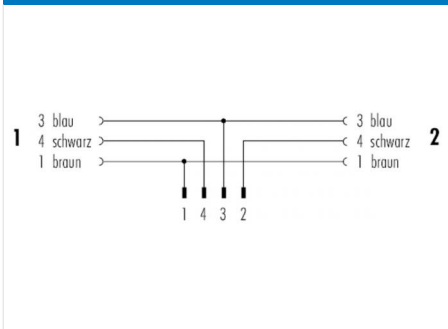 3 blau 3 blau
1 4 schwarz 4 schwarz 2
1 braun 1 braun
1 4 3 2